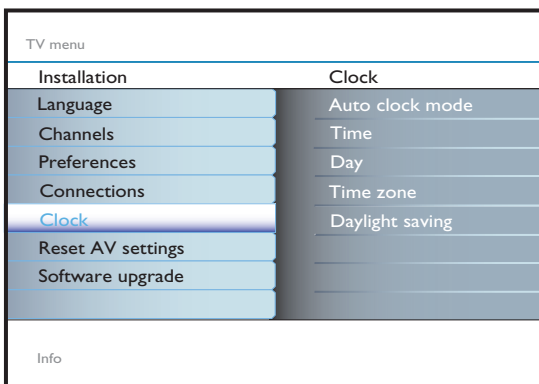 TV menu
Installation
Clock
Language
Auto clock mode
Channels
Time
Preferences
Day
Connections
Time zone
Clock
Daylight saving
Reset AV settings
Software upgrade
Info